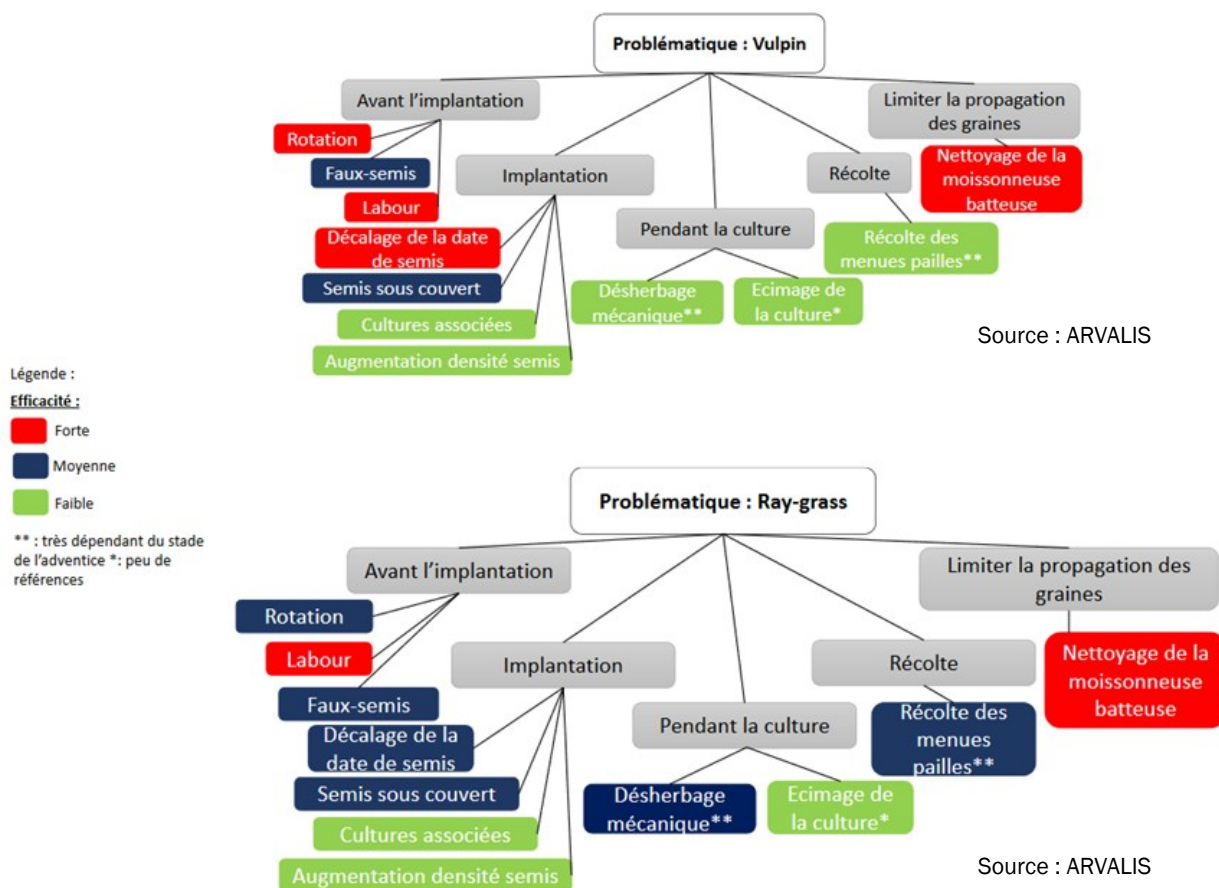 Problématique : Vulpin
Avant l’implantation
Rotation
Faux-semis
Labour
Implantation
Décalage de la date
de semis
Semis sous couvert
Cultures associées
Augmentation densité semis
Pendant la culture
Désherbage
mécanique**
Ecimage de
la culture*
Récolte
Récolte des
menues pailles**
Limiter la propagation
des graines
Nettoyage de la
moissonneuse
batteuse
Source : ARVALIS
Légende :
Efficacité :
Forte
Moyenne
Faible
** : très dépendant du stade
de l’adventice *: peu de
références
Problématique : Ray-grass
Avant l’implantation
Rotation
Labour
Faux-semis
Implantation
Décalage de la
date de semis
Semis sous couvert
Cultures associées
Augmentation densité semis
Pendant la culture
Désherbage
mécanique**
Ecimage de
la culture*
Récolte
Récolte des
menues
pailles**
Limiter la propagation des
graines
Nettoyage de la
moissonneuse
batteuse
Source : ARVALIS